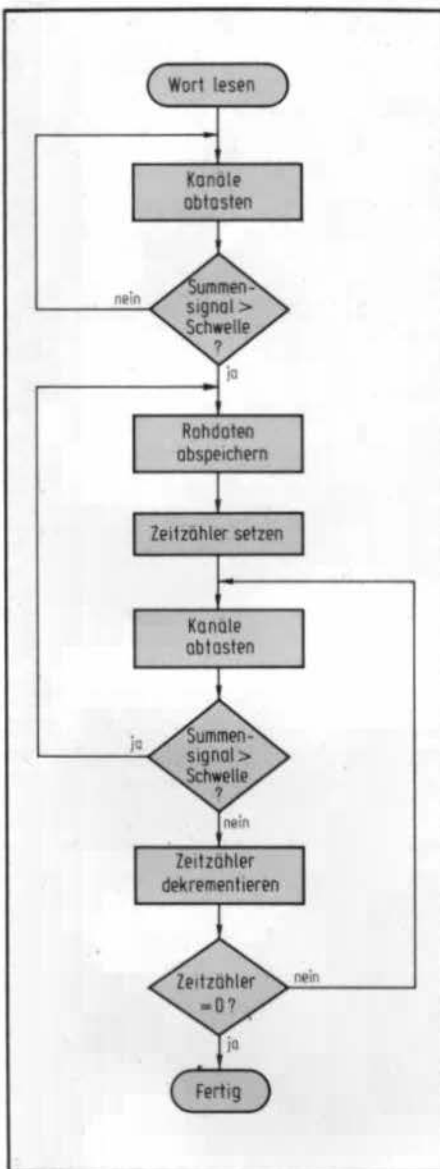 Wort lesen
Kanäle
abtasten
nein
Summen-
signal >
Schwelle
?
ja
Rohdaten
abspeichern
Zeitzähler setzen
Kanäle
abtasten
ja
Summen-
signal >
Schwelle
?
nein
Zeitzähler
dekrementieren
Zeitzähler
=0?
nein
ja
Fertig